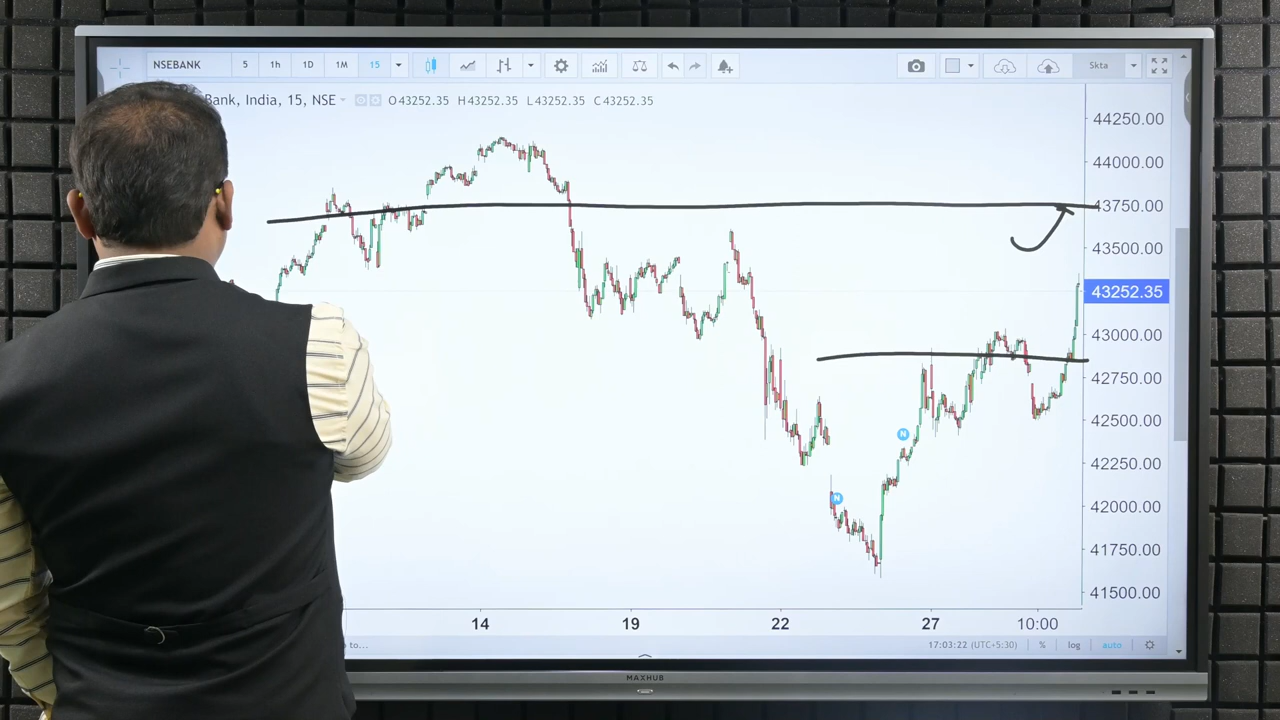 NSEBANK 5 1h 1D 1M 15 5kta
Bank, India, 15, NSE O43252.35 H43252.35 L43252.35 C43252.35
44250.00
44000.00
43750.00
43500.00
43252.35
43000.00
42750.00
N
42500.00
42250.00
N
42000.00
41750.00
41500.00
14 19 22 27 10:00
to... 17:03:22 (UTC+5:30) % log auto
MAXHUB